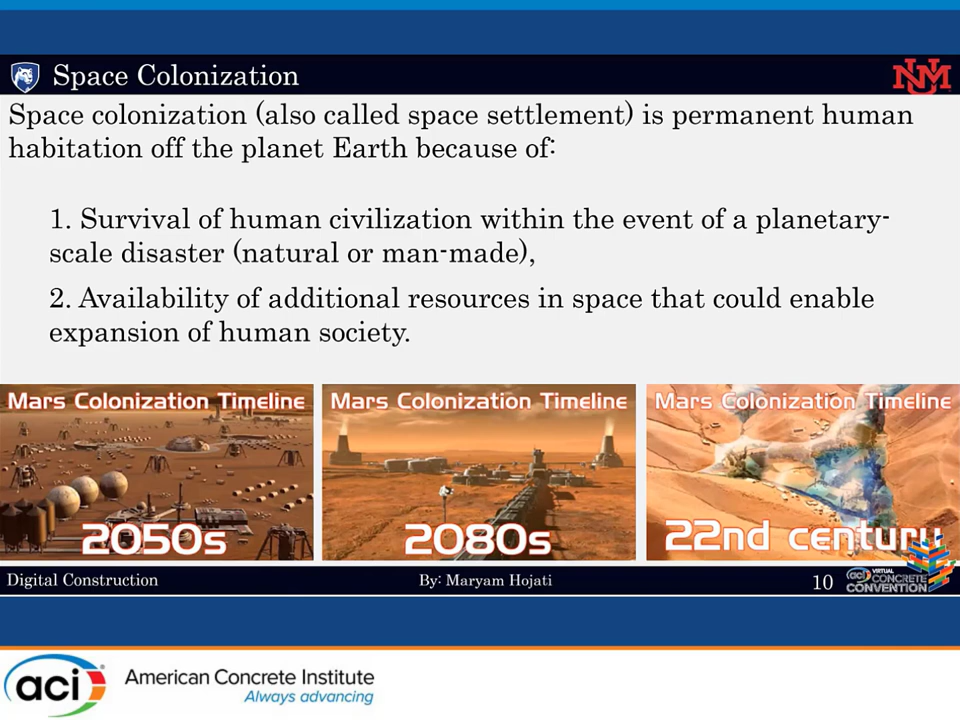 Space Colonization
UNM
Space colonization (also called space settlement) is permanent human
habitation off the planet Earth because of:
1. Survival of human civilization within the event of a planetary-
scale disaster (natural or man-made),
2. Availability of additional resources in space that could enable
expansion of human society.
Mars Colonization Timeline
2050s
Mars Colonization Timeline
2080s
Mars Colonization Timeline
22nd century
Digital Construction
By: Maryam Hojati
10
aci VIRTUAL
CONCRETE
CONVENTION
aci
American Concrete Institute
Always advancing